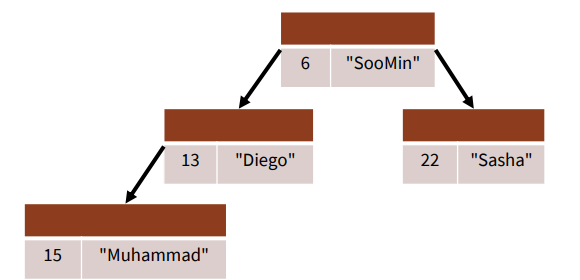 6 "SooMin"
13 "Diego"
22 "Sasha"
15 "Muhammad"